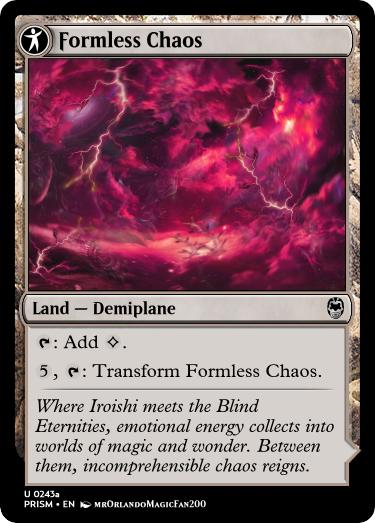 Formless Chaos
Land — Demiplane
: Add .
5 , : Transform Formless Chaos.
Where Iroishi meets the Blind
Eternities, emotional energy collects into
worlds of magic and wonder. Between
them, incomprehensible chaos reigns.
U 0243a
PRISM • EN mrOrlandoMagicFan200